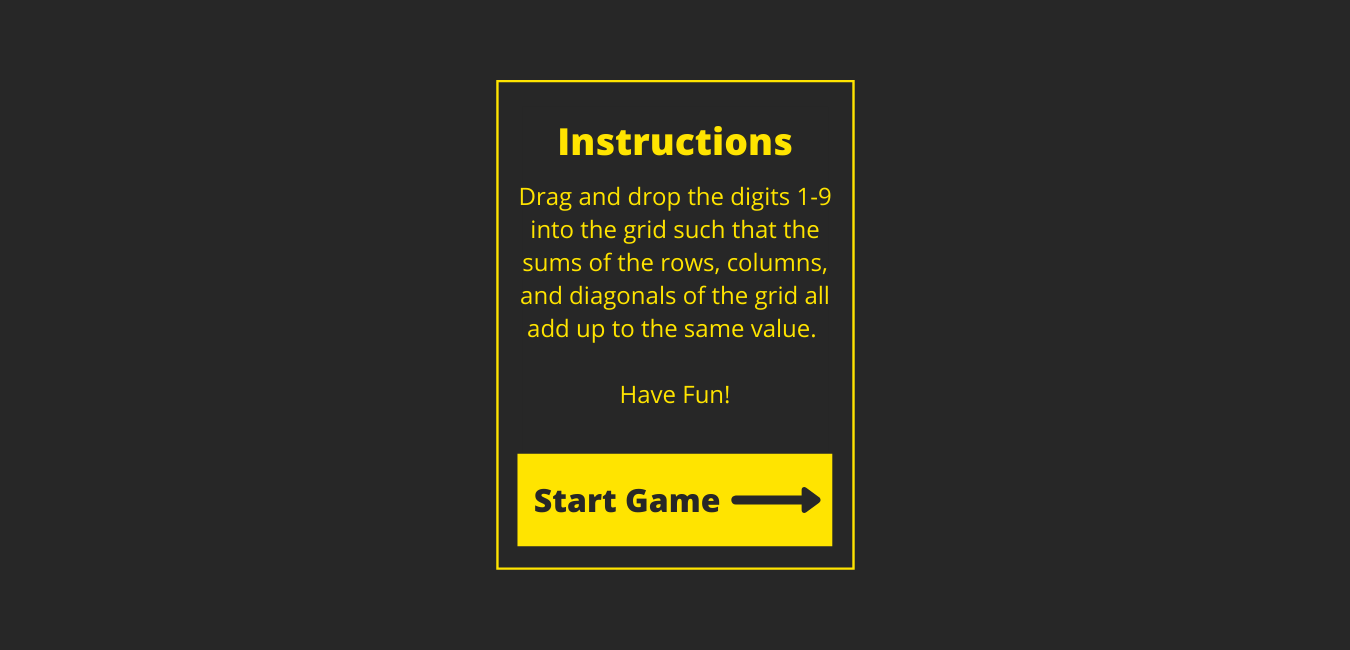 Instructions
Drag and drop the digits 1-9
into the grid such that the
sums of the rows, columns,
and diagonals of the grid all
add up to the same value.
Have Fun!
Start Game